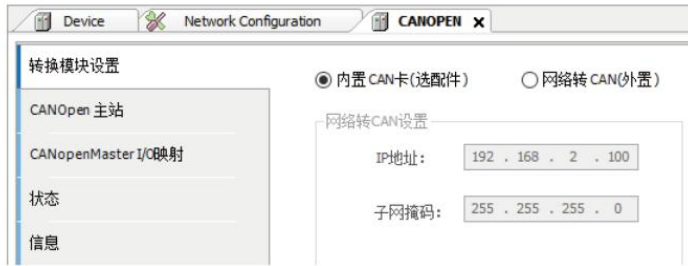 Device Network Configuration CANOPEN
转换模块设置
内置CAN卡(选配件) 网络转CAN(外置)
CANOpen 主站
网络转CAN设置
CANopenMaster I/O映射
IP地址: 192 . 168 . 2 . 100
状态
子网掩码: 255 . 255 . 255 . 0
信息